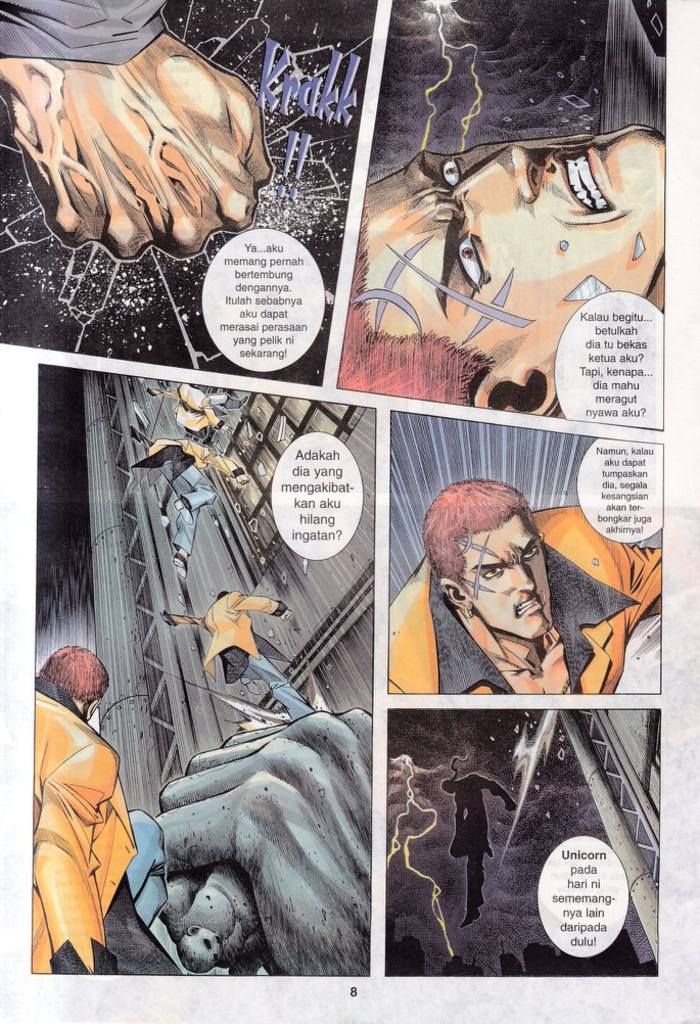 Krakk
!!
Ya...aku
memang pernah
bertembung
dengannya.
Itulah sebabnya
aku dapat
merasai perasaan
yang pelik ni
sekarang!
Kalau begitu...
betulkah
dia tu bekas
ketua aku?
Tapi, kenapa...
dia mahu
meragut
nyawa aku?
Adakah
dia yang
mengakibat-
kan aku
hilang
ingatan?
Namun, kalau
aku dapat
tumpaskan
dia, segala
kesangsian
akan ter-
bongkar juga
akhirnya!
Unicorn
pada
hari ni
sememang-
nya lain
daripada
dulu!
8